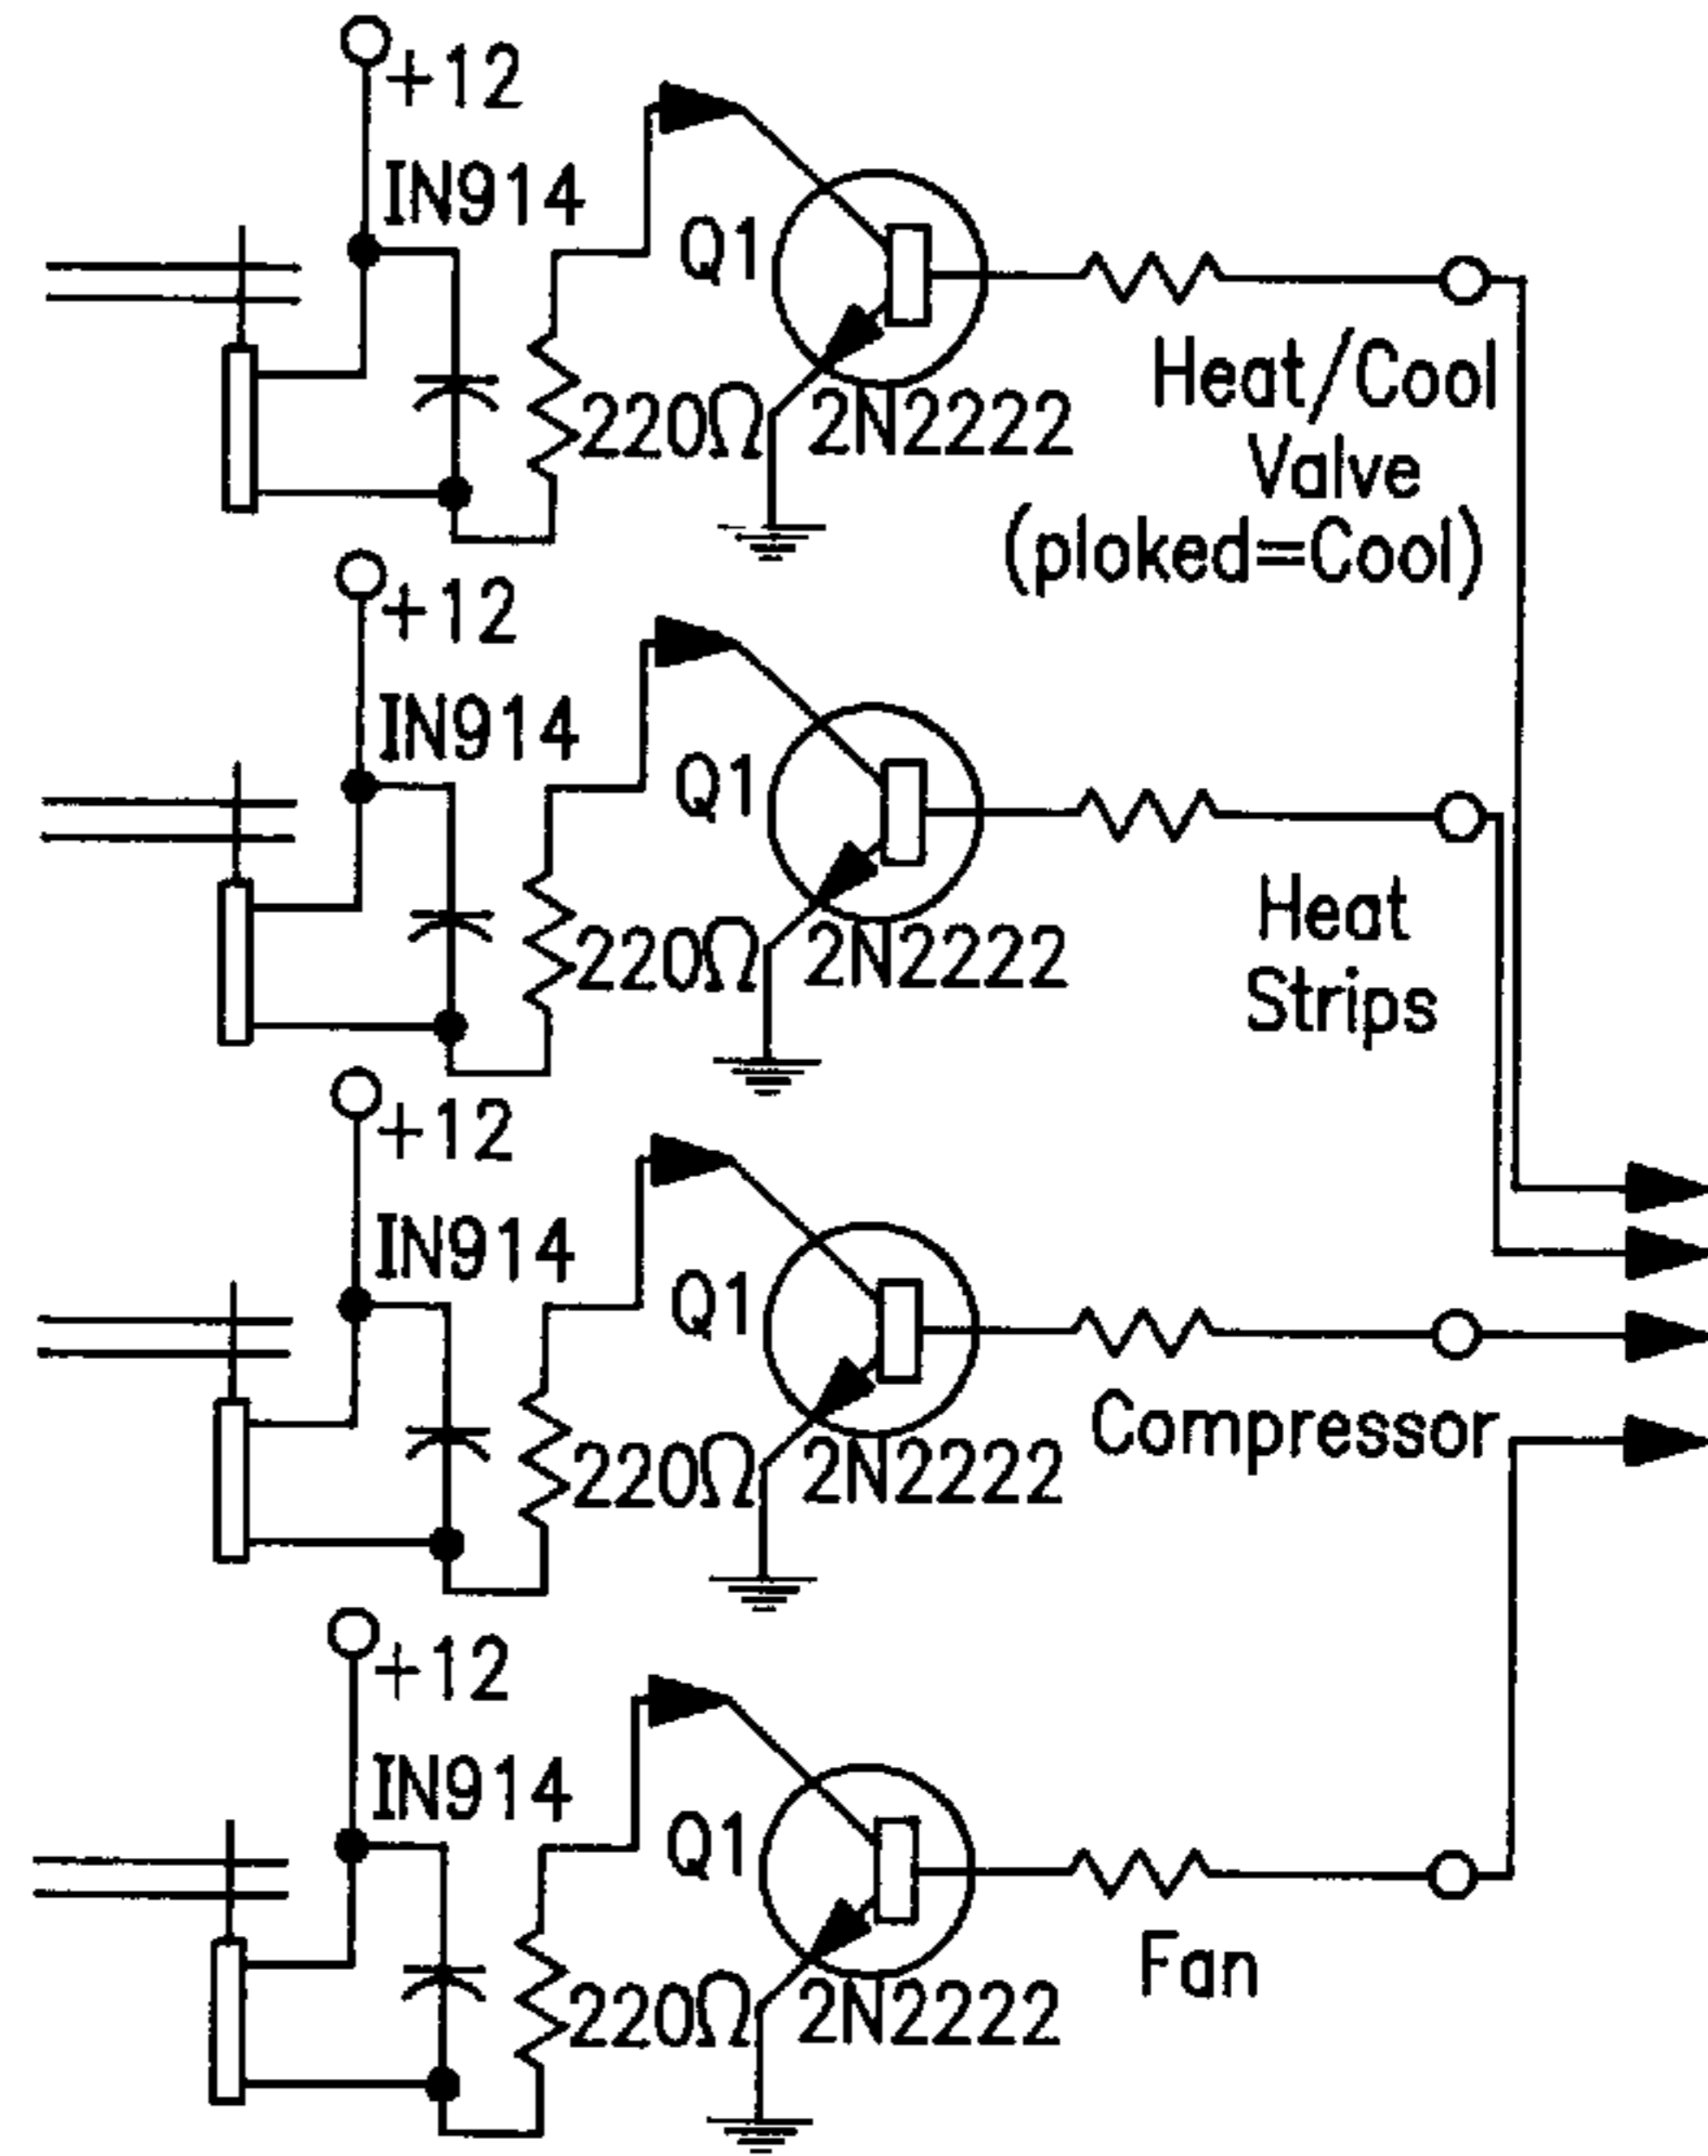 +12
IN914
Q1
220Ω
2N2222
Heat/Cool
Valve
(ploked=Cool)
+12
IN914
Q1
220Ω
2N2222
Heat
Strips
+12
IN914
Q1
220Ω
2N2222
Compressor
+12
IN914
Q1
220Ω
2N2222
Fan